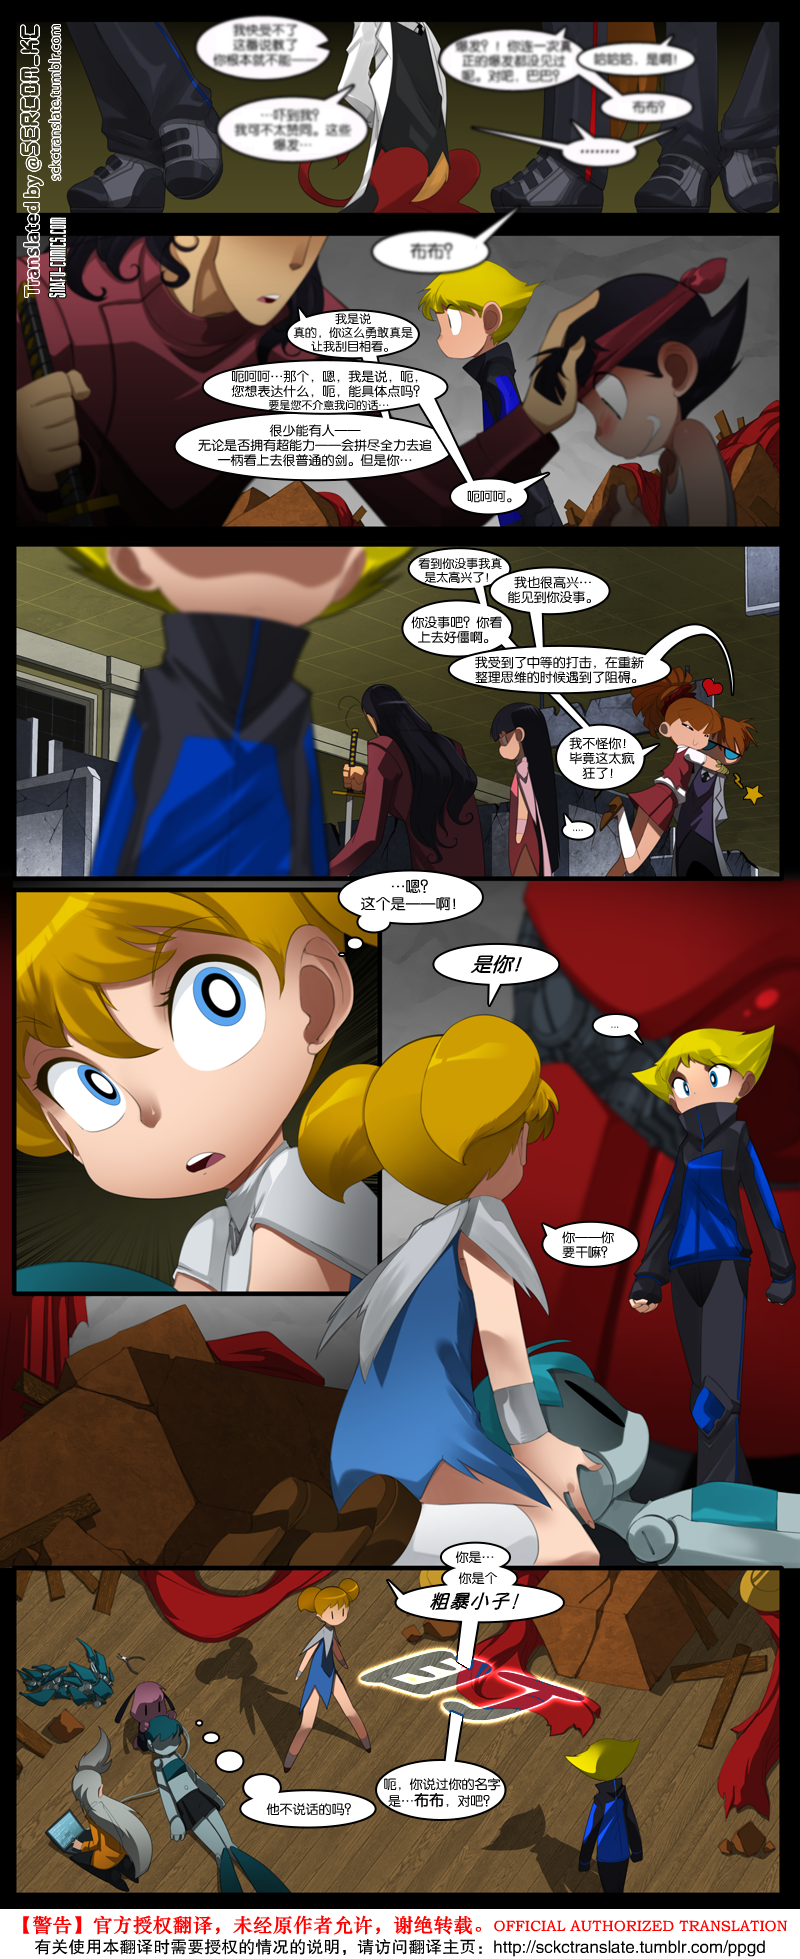 Translated by @SERCOM_KC
sckctranslate.tumblr.com
SNAFU-COMICS.COM
我快受不了
这番说教了
你根本就不能——
…吓到我？
我可不太赞同。这些
爆发…
爆发？！你连一次真
正的爆发都没见过
呢。对吧，巴巴？
哈哈哈，是啊！
布布？
………
布布？
我是说
真的，你这么勇敢真是
让我刮目相看。
呃呵呵…那个，嗯，我是说，呃，
您想表达什么，呃，能具体点吗？
要是您不介意我问的话…
很少能有人——
无论是否拥有超能力——会拼尽全力去追
一柄看上去很普通的剑。但是你…
呃呵呵。
看到你没事我真
是太高兴了！
我也很高兴…
能见到你没事。
你没事吧？你看
上去好僵啊。
我受到了中等的打击，在重新
整理思维的时候遇到了阻碍。
我不怪你！
毕竟这太疯
狂了！
....
…嗯？
这个是——啊！
是你！
...
你——你
要干嘛？
你是…
你是个
粗暴小子！
呃，你说过你的名字
是…布布，对吧？
他不说话的吗？
【警告】官方授权翻译，未经原作者允许，谢绝转载。OFFICIAL AUTHORIZED TRANSLATION
有关使用本翻译时需要授权的情况的说明，请访问翻译主页：http://sckctranslate.tumblr.com/ppgd